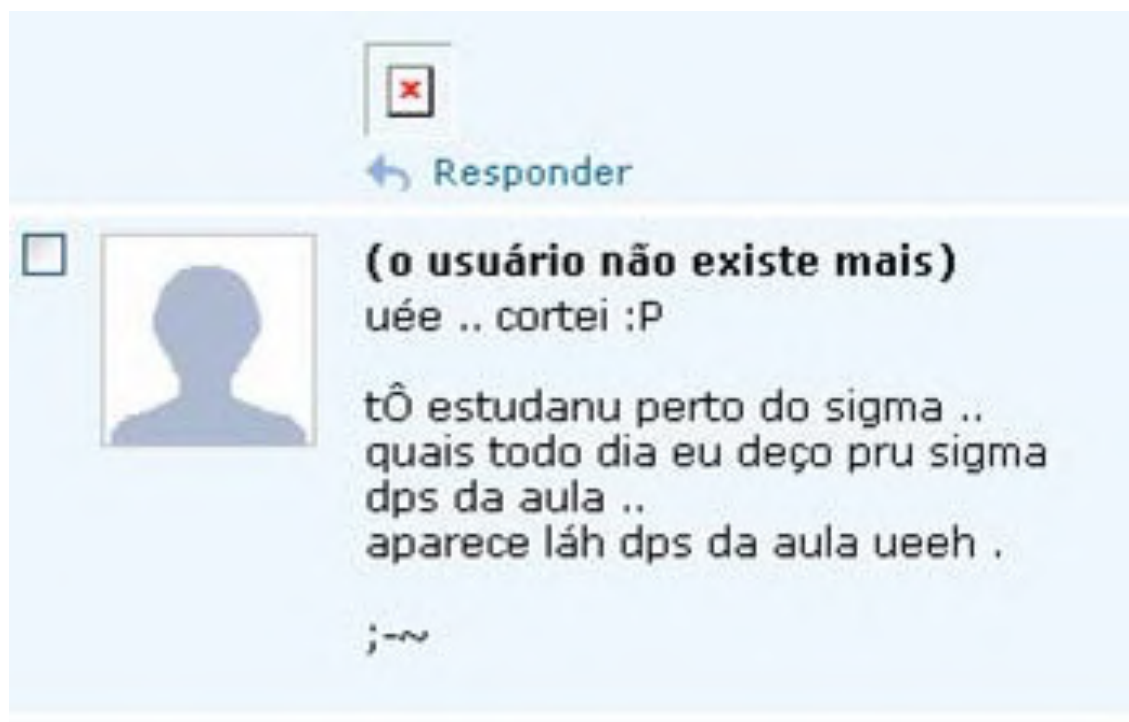 Responder
(o usuário não existe mais)
uée .. cortei :P
tÔ estudanu perto do sigma ..
quais todo dia eu deço pru sigma
dps da aula ..
aparece láh dps da aula ueeh .
;-~